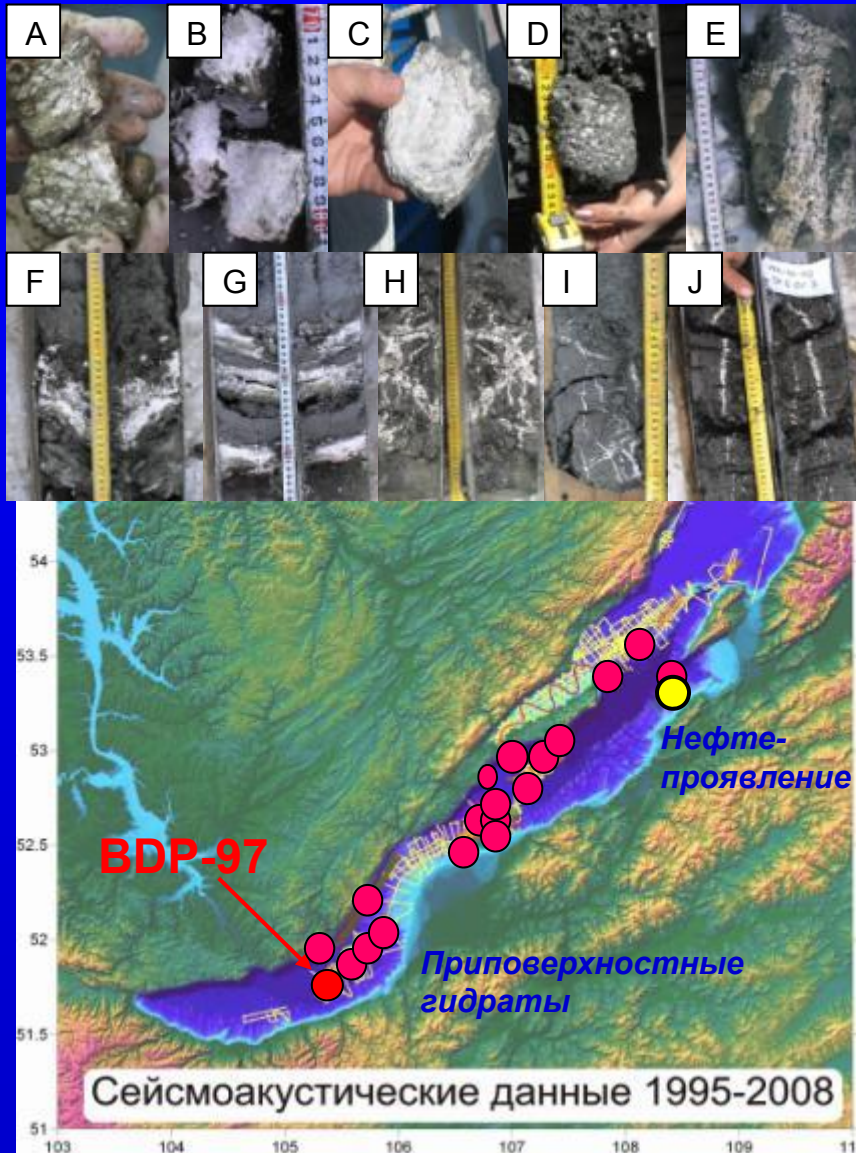 A
B
C
D
E
F
G
H
I
J
54
53.5
53
52.5
52
51.5
51
Нефте-
проявление
BDP-97
Приповерхностные
гидраты
Сейсмоакустические данные 1995-2008
103 104 105 106 107 108 109